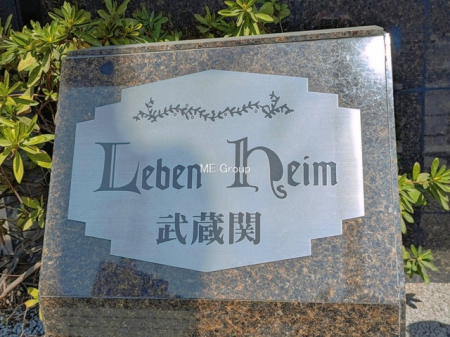 Leben Heim
ME Group
武蔵関